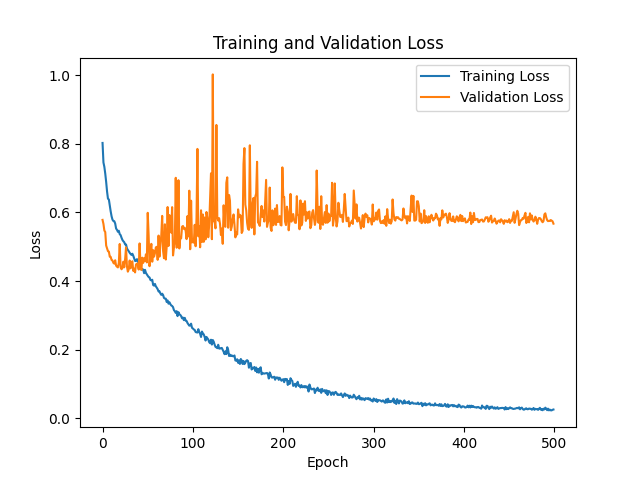 Training and Validation Loss
Training Loss
Validation Loss
1.0
0.8
0.6
0.4
0.2
0.0
Loss
0 100 200 300 400 500
Epoch